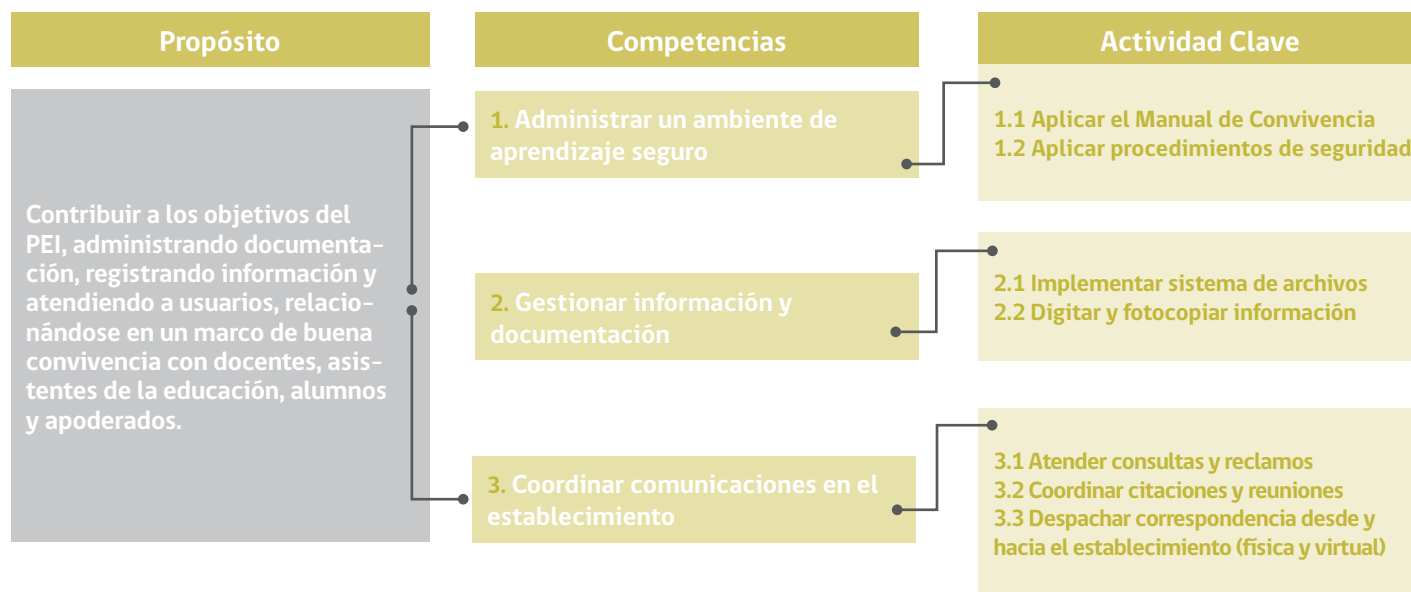 Propósito
Contribuir a los objetivos del
PEI, administrando documenta-
ción, registrando información y
atendiendo a usuarios, relacio-
nándose en un marco de buena
convivencia con docentes, asis-
tentes de la educación, alumnos
y apoderados.
Competencias
1. Administrar un ambiente de
aprendizaje seguro
2. Gestionar información y
documentación
3. Coordinar comunicaciones en el
establecimiento
Actividad Clave
1.1 Aplicar el Manual de Convivencia
1.2 Aplicar procedimientos de seguridad
2.1 Implementar sistema de archivos
2.2 Digitar y fotocopiar información
3.1 Atender consultas y reclamos
3.2 Coordinar citaciones y reuniones
3.3 Despachar correspondencia desde y
hacia el establecimiento (física y virtual)